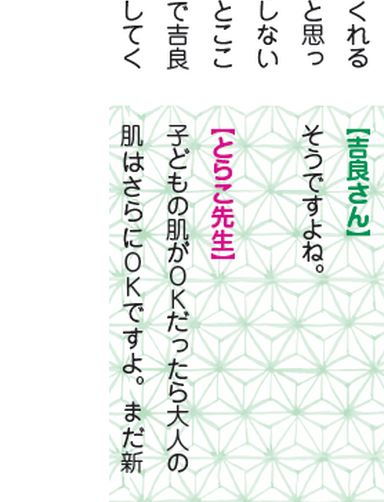 くれる
と思っ
しない
とここ
で吉良
してく
【吉良さん】
そうですよね。
【とらこ先生】
子どもの肌がOKだったら大人の
肌はさらにOKですよ。まだ新